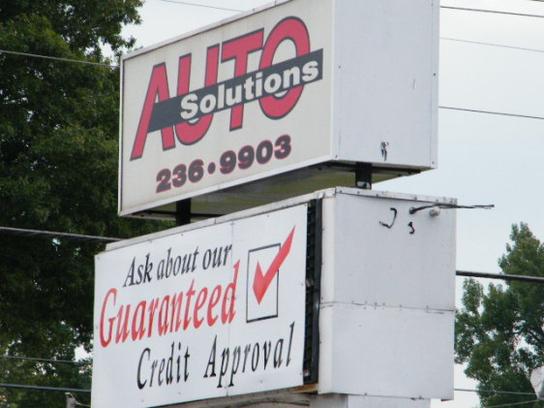 AUTO
Solutions
236•9903
Ask about our
Guaranteed
Credit Approval